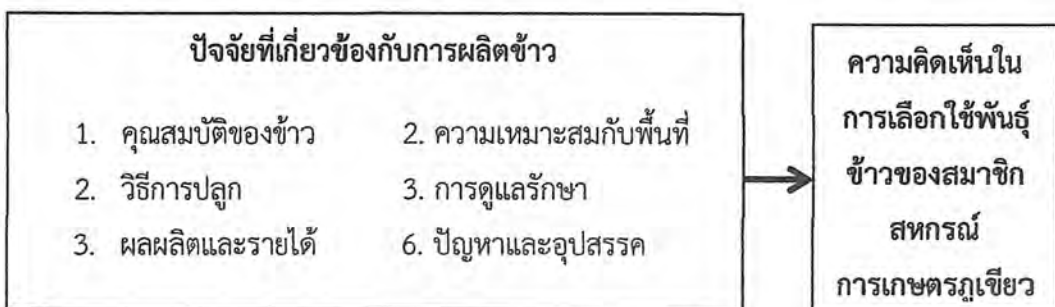 ปัจจัยที่เกี่ยวข้องกับการผลิตข้าว
1. คุณสมบัติของข้าว 2. ความเหมาะสมกับพื้นที่
2. วิธีการปลูก 3. การดูแลรักษา
3. ผลผลิตและรายได้ 6. ปัญหาและอุปสรรค
ความคิดเห็นใน
การเลือกใช้พันธุ์
ข้าวของสมาชิก
สหกรณ์
การเกษตรภูเขียว